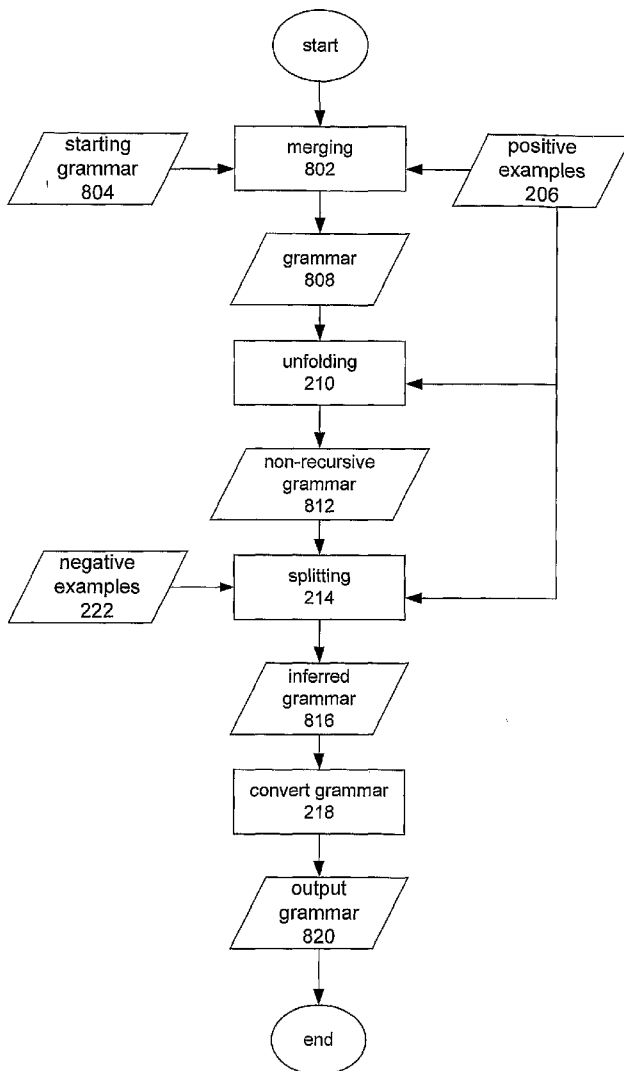 start
starting
grammar
804
merging
802
positive
examples
206
grammar
808
unfolding
210
non-recursive
grammar
812
negative
examples
222
splitting
214
inferred
grammar
816
convert grammar
218
output
grammar
820
end